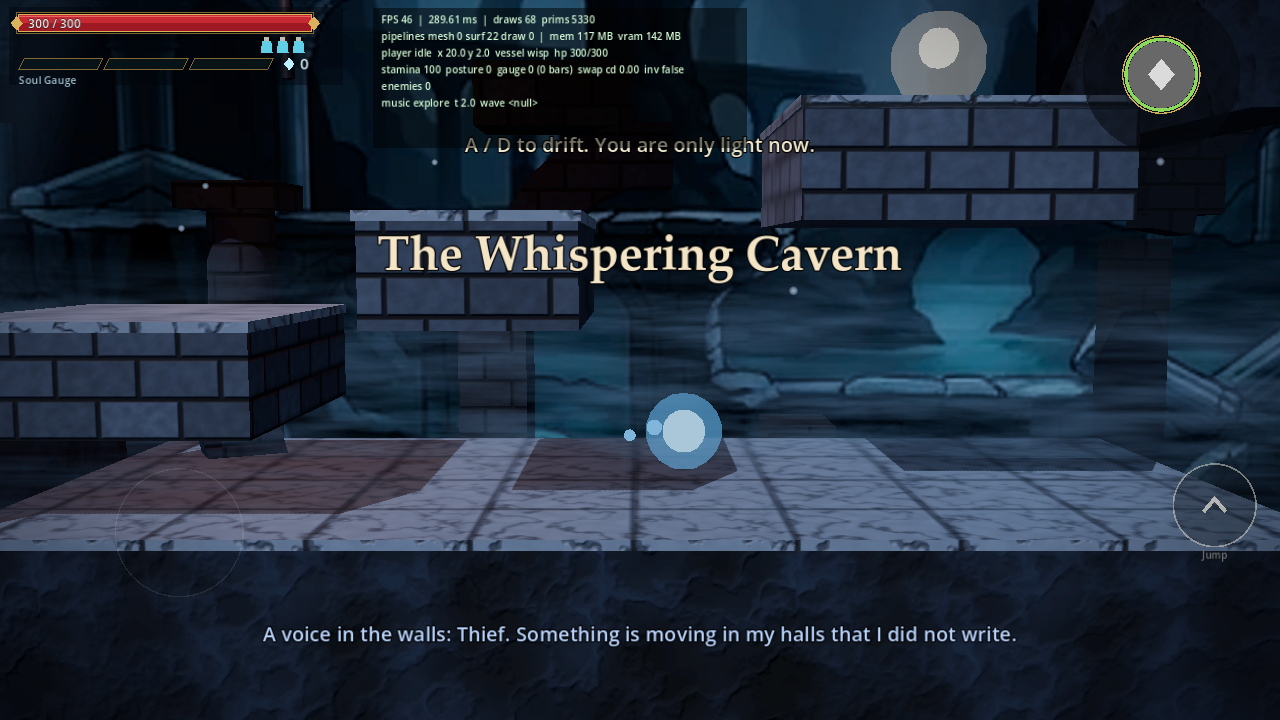 300 / 300
0
Soul Gauge
FPS 46 | 289.61 ms | draws 68 prims 5330
pipelines mesh 0 surf 22 draw 0 | mem 117 MB vram 142 MB
player idle x 20.0 y 2.0 vessel wisp hp 300/300
stamina 100 posture 0 gauge 0 (0 bars) swap cd 0.00 inv false
enemies 0
music explore t 2.0 wave <null>
A / D to drift. You are only light now.
The Whispering Cavern
Jump
A voice in the walls: Thief. Something is moving in my halls that I did not write.